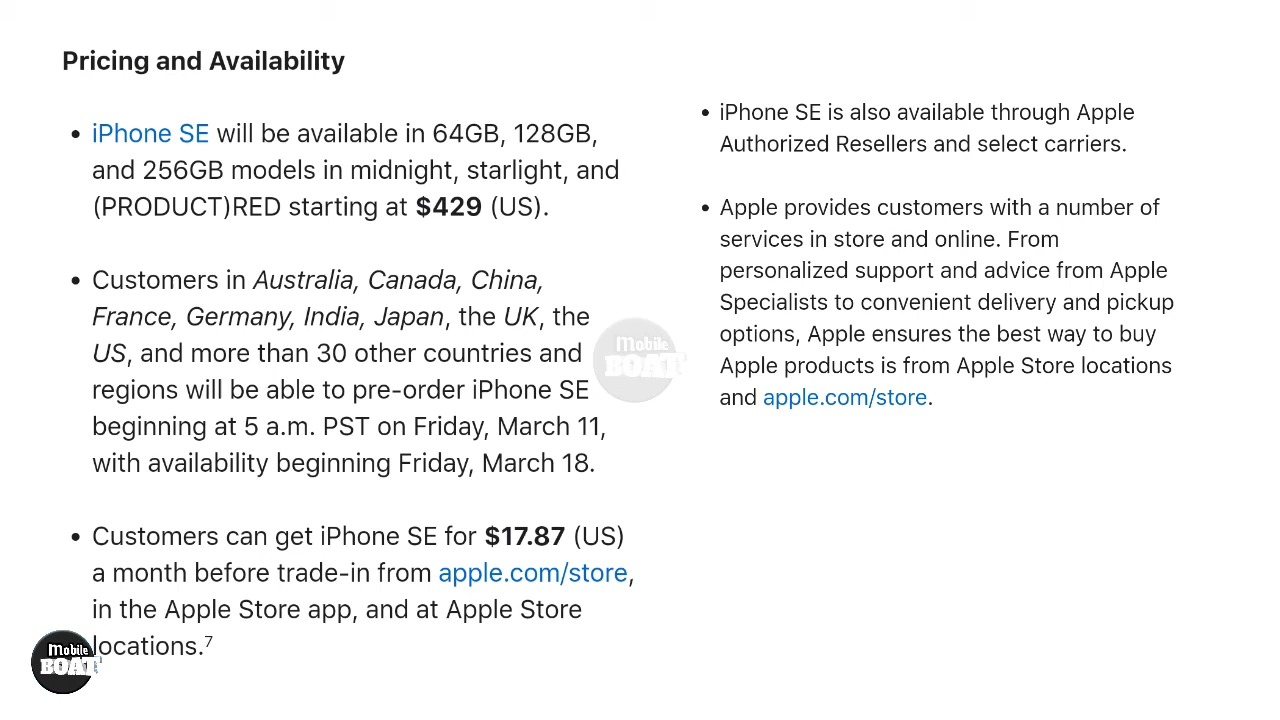 Pricing and Availability
• iPhone SE will be available in 64GB, 128GB,
and 256GB models in midnight, starlight, and
(PRODUCT)RED starting at $429 (US).
• Customers in Australia, Canada, China,
France, Germany, India, Japan, the UK, the
US, and more than 30 other countries and
regions will be able to pre-order iPhone SE
beginning at 5 a.m. PST on Friday, March 11,
with availability beginning Friday, March 18.
• Customers can get iPhone SE for $17.87 (US)
a month before trade-in from apple.com/store,
in the Apple Store app, and at Apple Store
locations.⁷
• iPhone SE is also available through Apple
Authorized Resellers and select carriers.
• Apple provides customers with a number of
services in store and online. From
personalized support and advice from Apple
Specialists to convenient delivery and pickup
options, Apple ensures the best way to buy
Apple products is from Apple Store locations
and apple.com/store.
Mobile
BOAT
Mobile
BOAT